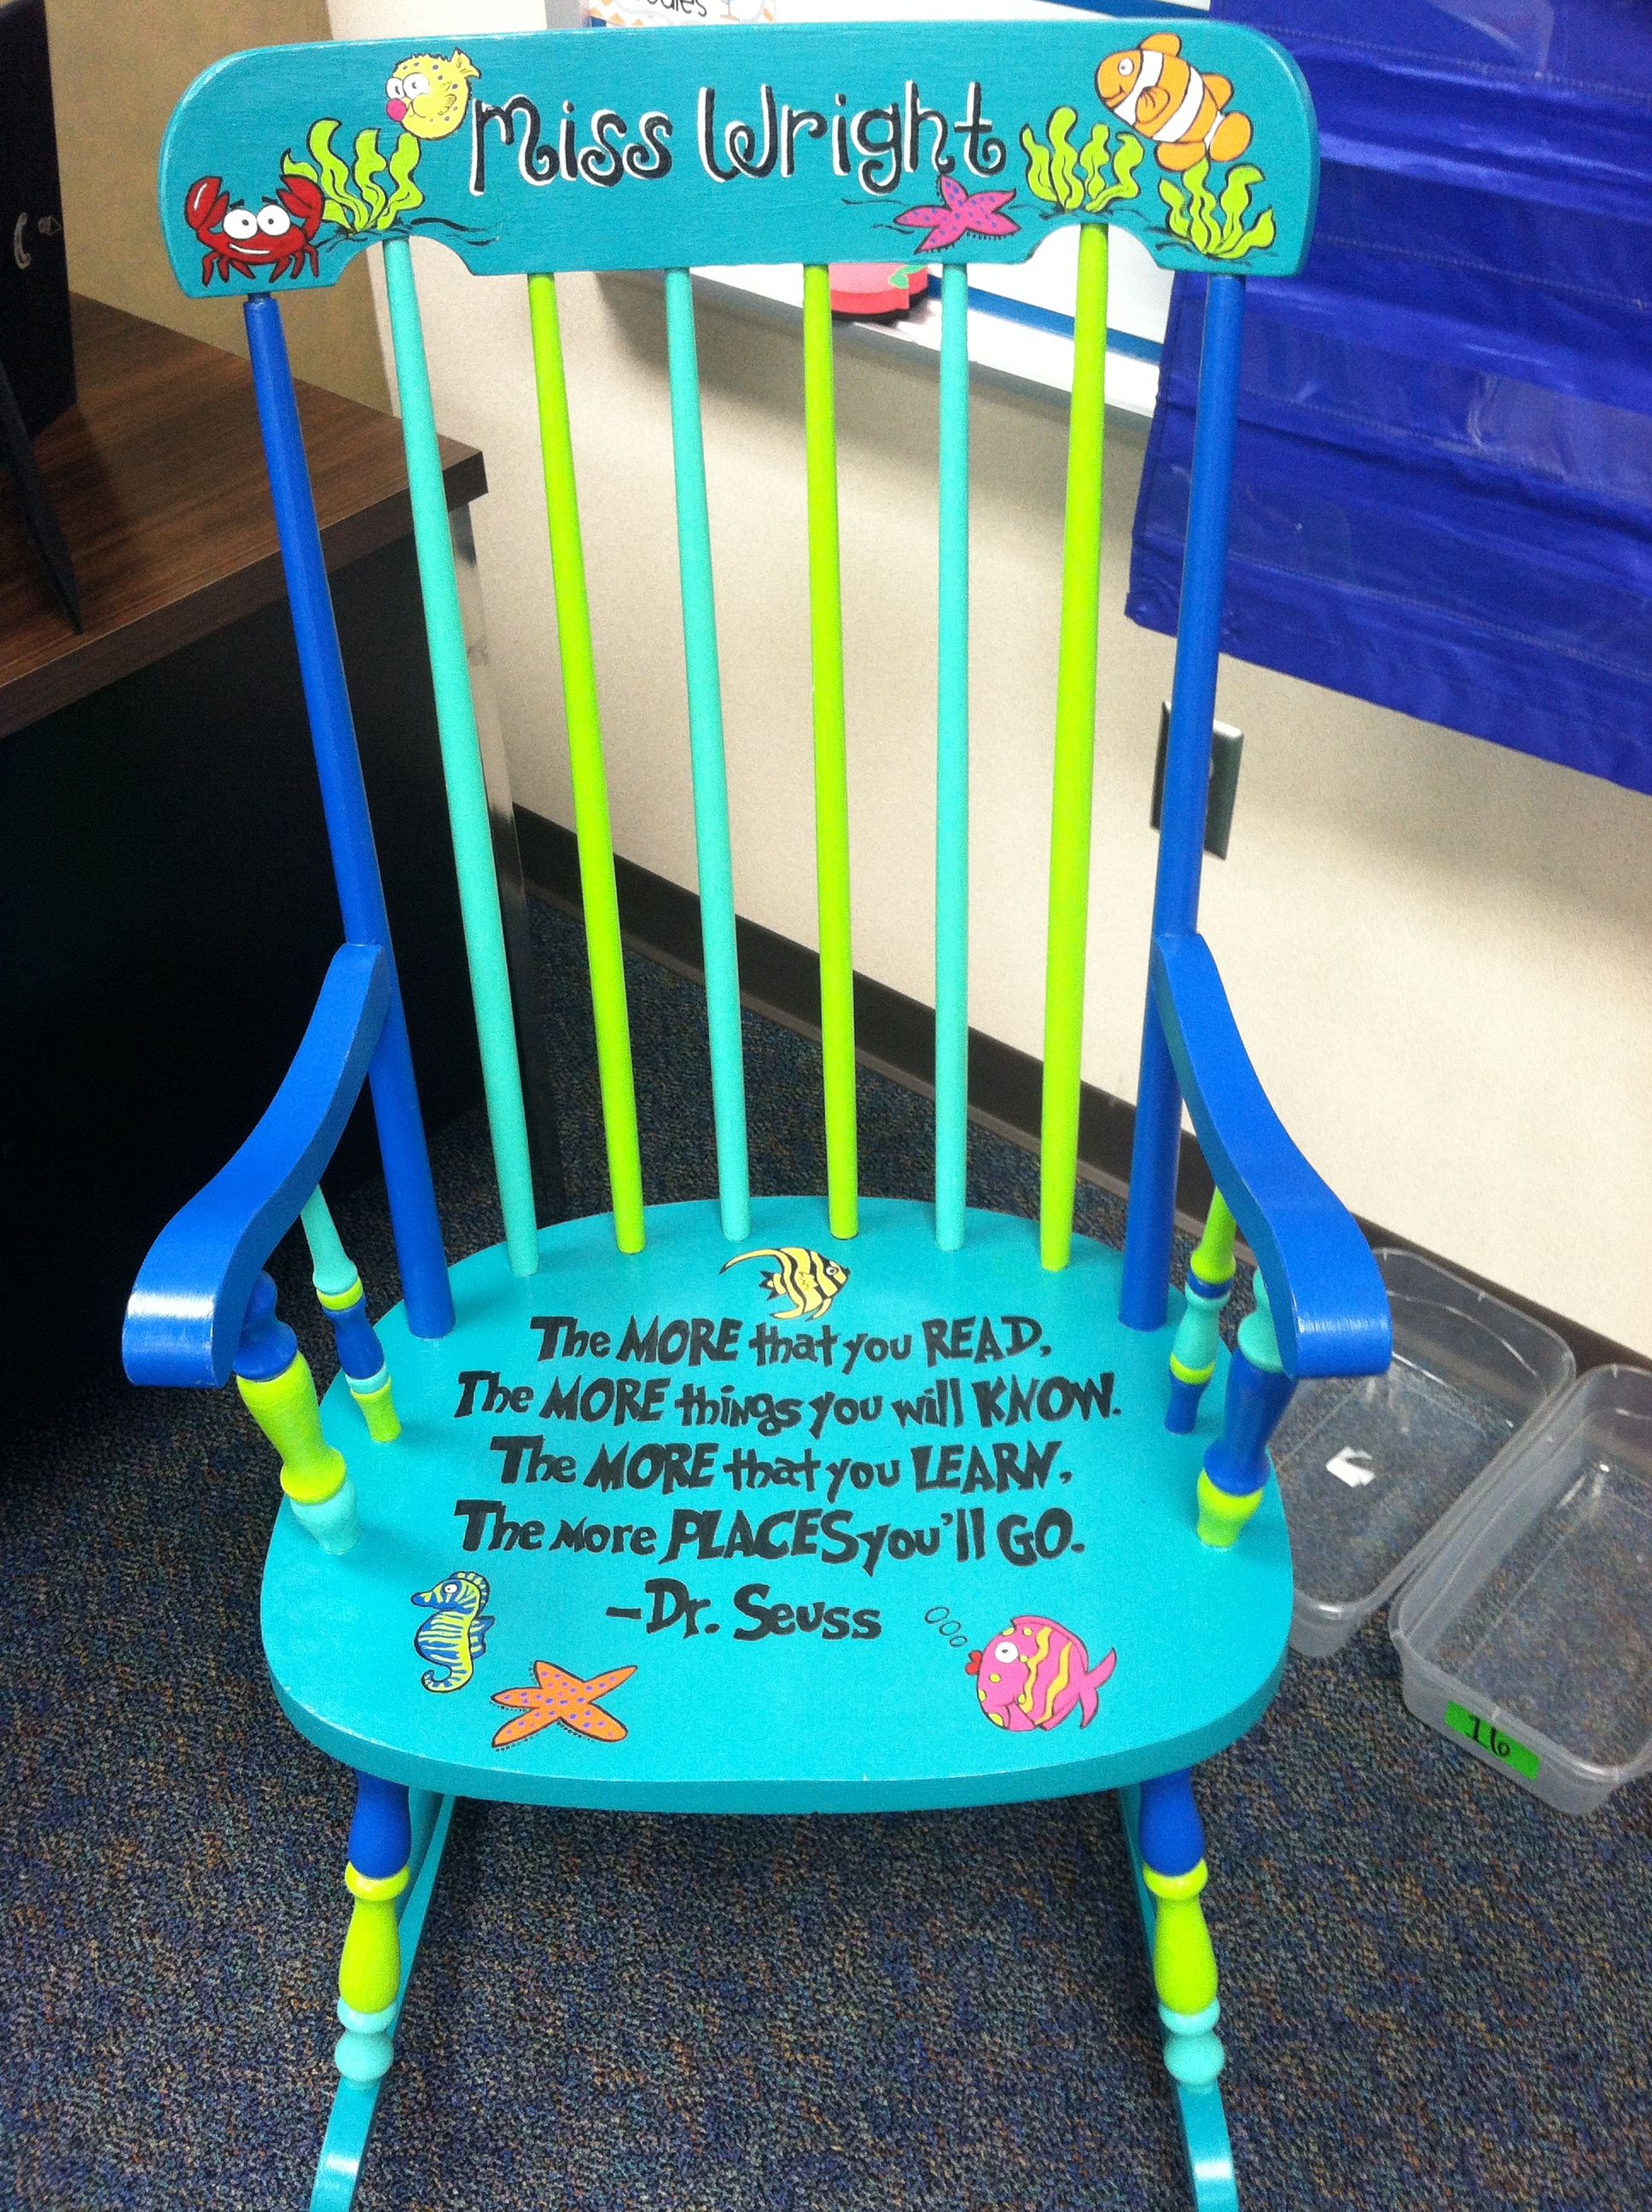 Miss Wright
The MORE that you READ,
The MORE things you will KNOW.
The MORE that you LEARN,
The More PLACES you'll GO.
-Dr. Seuss
16